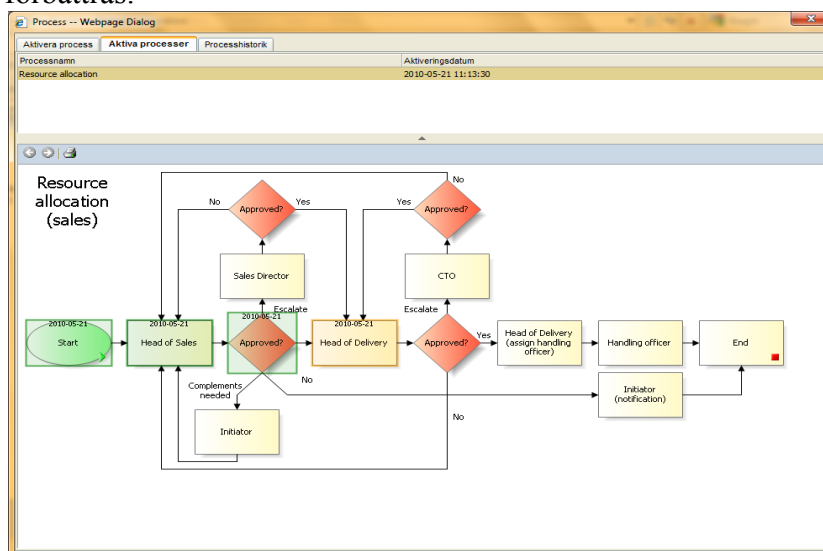 förbättras.
Process -- Webpage Dialog
Aktivera process Aktiva processer Processhistorik
Processnamn Aktiveringsdatum
Resource allocation 2010-05-21 11:13:30
Resource
allocation
(sales)
No
No Approved? Yes
Yes Approved?
Sales Director
CTO
Escalate
Escalate
2010-05-21
Start
2010-05-21
Head of Sales
2010-05-21
Approved?
2010-05-21
Head of Delivery
Approved?
Yes
Head of Delivery
(assign handling
officer)
Handling officer
End
Complements
needed
No
Initiator
(notification)
No
Initiator